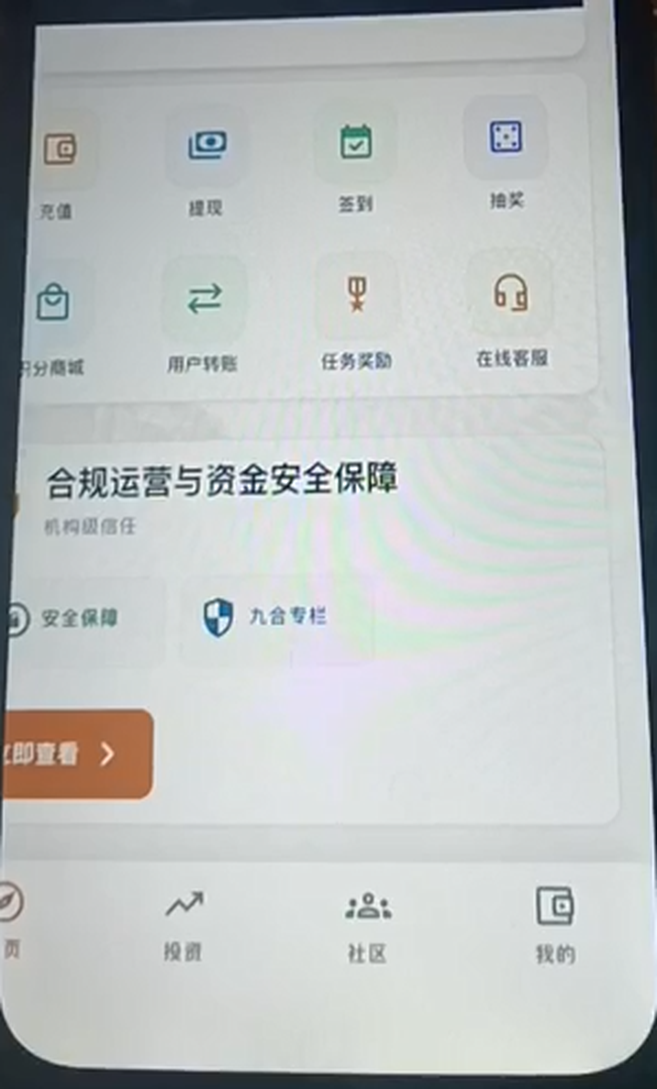 充值
提现
签到
抽奖
积分商城
用户转账
任务奖励
在线客服
合规运营与资金安全保障
机构级信任
安全保障
九合专栏
立即查看
页
投资
社区
我的